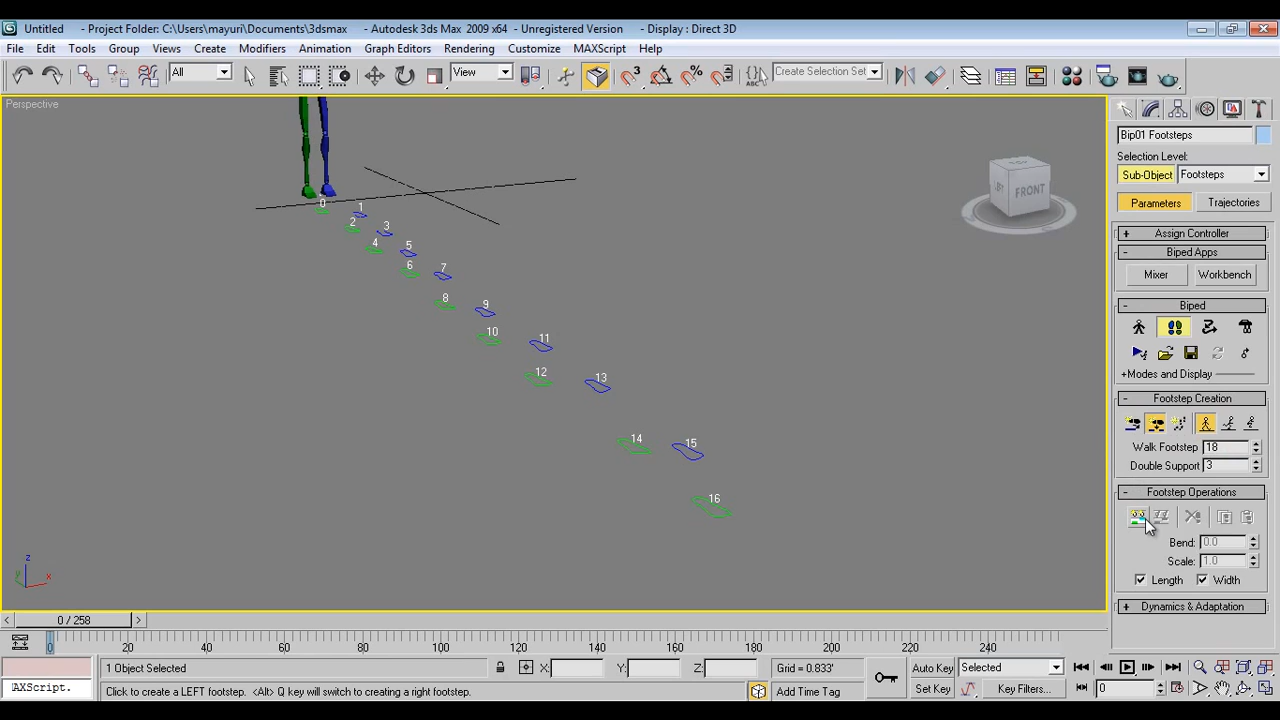 Untitled - Project Folder: C:\Users\mayuri\Documents\3dsmax - Autodesk 3ds Max 2009 x64 - Unregistered Version - Display : Direct 3D
File Edit Tools Group Views Create Modifiers Animation Graph Editors Rendering Customize MAXScript Help
All View Create Selection Set
Perspective
Bip01 Footsteps
Selection Level:
Sub-Object Footsteps
Parameters Trajectories
+ Assign Controller
- Biped Apps
Mixer Workbench
- Biped
+Modes and Display
- Footstep Creation
Walk Footstep 18
Double Support 3
- Footstep Operations
Bend: 0.0
Scale: 1.0
Length Width
+ Dynamics & Adaptation
TOP
LEFT FRONT
0 1
2 3
4 5
6 7
8 9
10 11
12 13
14 15
16
z
y x
< 0 / 258 >
0 20 40 60 80 100 120 140 160 180 200 220 240
1 Object Selected X: Y: Z: Grid = 0.833' Auto Key Selected
AXScript. Click to create a LEFT footstep. <Alt> Q key will switch to creating a right footstep. Add Time Tag Set Key Key Filters... 0